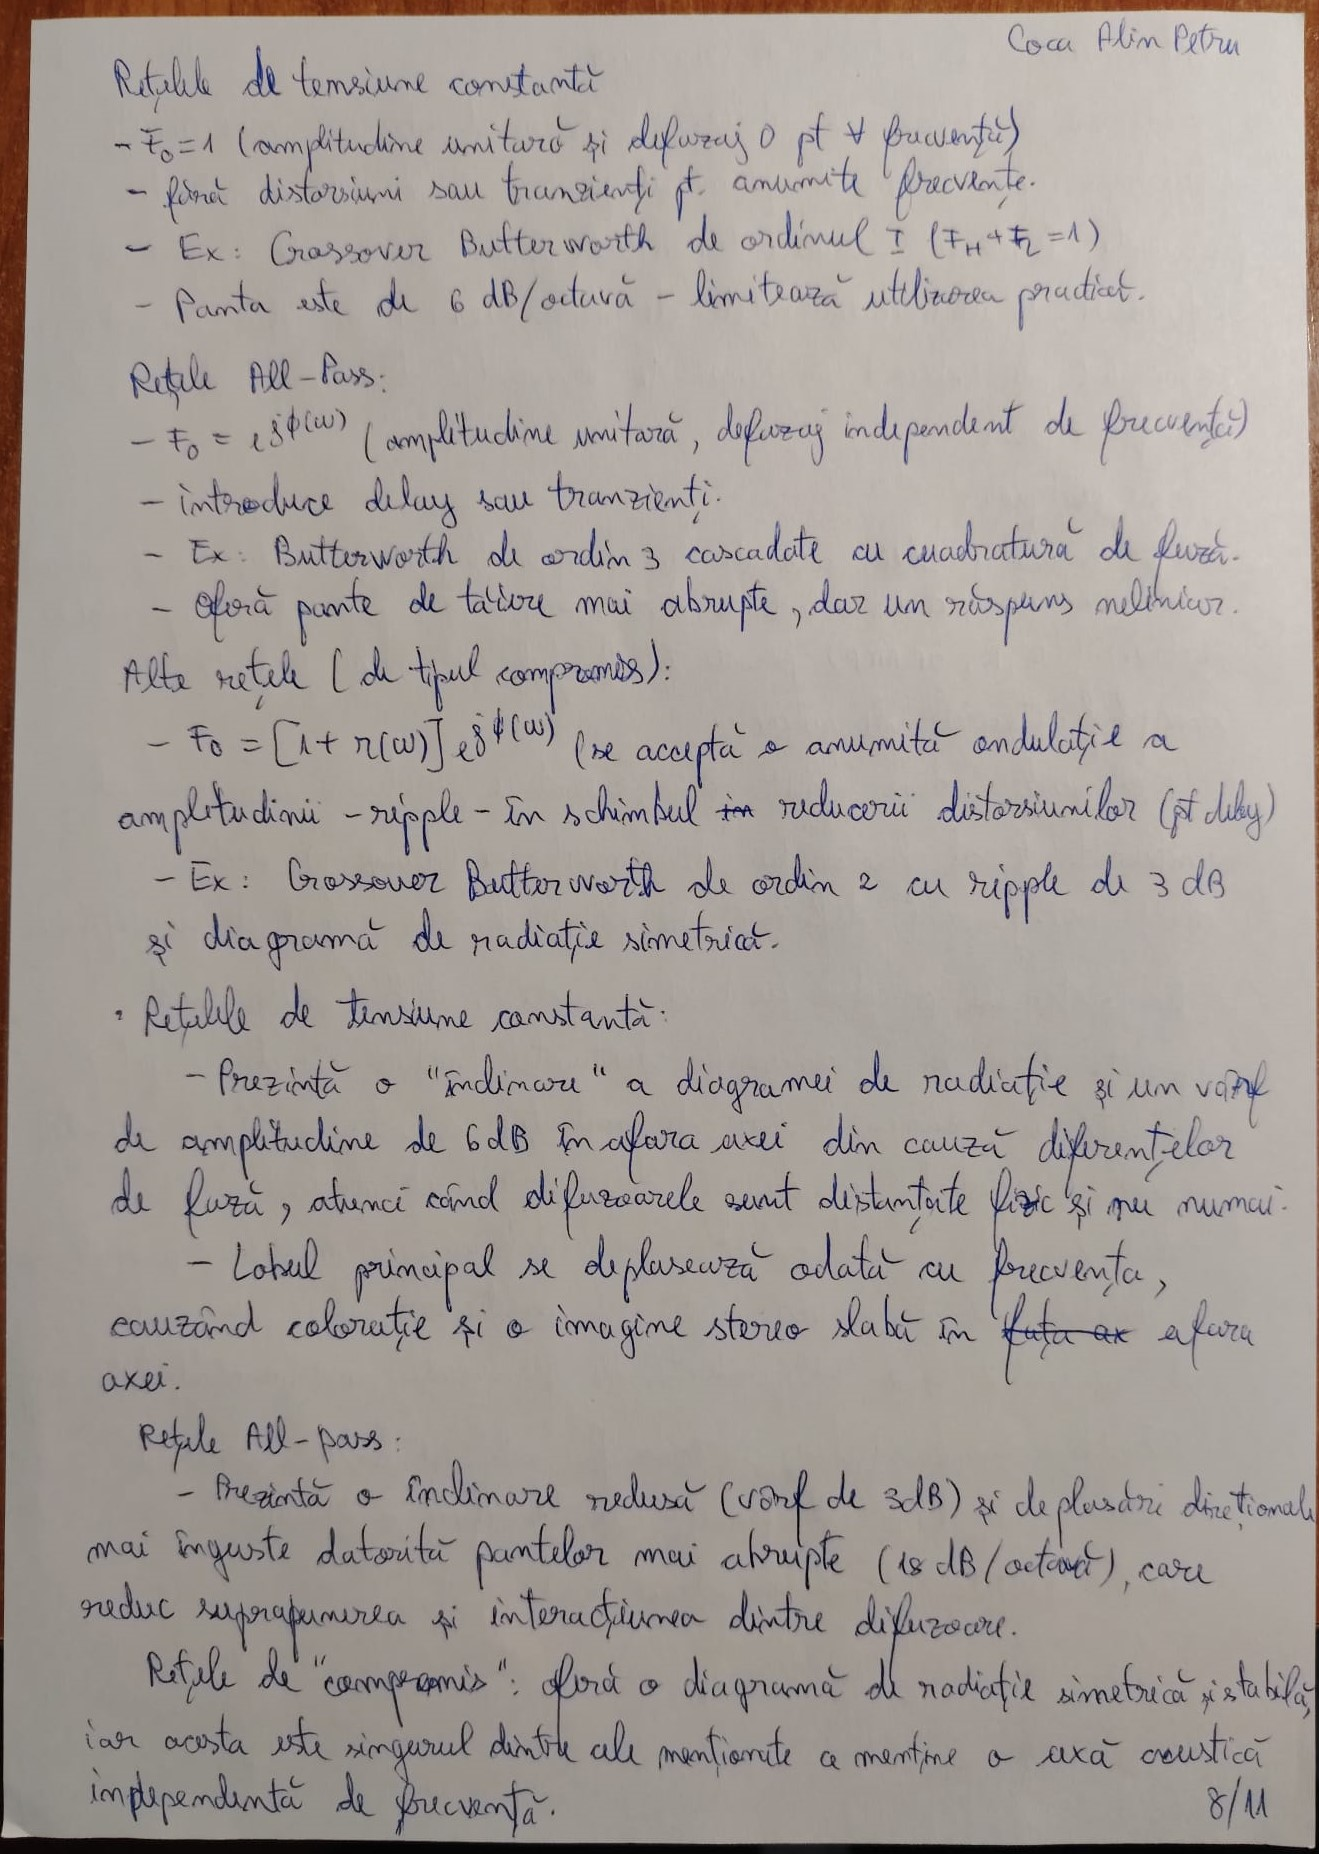 Coca Alin Petru
Rețelele de tensiune constantă
- F₀=1 (amplitudine unitară și defazaj 0 pt ∀ frecvență)
- fără distorsiuni sau tranzienți pt. anumite frecvențe.
- Ex: Crossover Butterworth de ordinul I (F_H+F_L=1)
- Panta este de 6 dB/octavă - limitează utilizarea practică.
Rețele All-Pass:
- F₀ = e^jϕ(ω) (amplitudine unitară, defazaj independent de frecvență)
- introduce delay sau tranzienți.
- Ex: Butterworth de ordin 3 cascadate cu cuadratură de fază.
- Oferă pante de tăiere mai abrupte, dar un răspuns neliniar.
Alte rețele (de tipul compromis):
- F₀ = [1+r(ω)] e^jϕ(ω) (se acceptă o anumită ondulație a
amplitudinii - ripple - în schimbul in reducerii distorsiunilor (pt delay)
- Ex: Crossover Butterworth de ordin 2 cu ripple de 3 dB
și diagramă de radiație simetrică.
• Rețelele de tensiune constantă:
- Prezintă o "înclinare" a diagramei de radiație și un vârf
de amplitudine de 6 dB în afara axei din cauză diferențelor
de fază, atunci când difuzoarele sunt distanțate fizic și nu numai.
- Lobul principal se deplasează odată cu frecvența,
cauzând colorație și o imagine stereo slabă în fața ax afara
axei.
Rețele All-pass:
- Prezintă o înclinare redusă (vârf de 3dB) și deplasări direționale
mai înguste datorită pantelor mai abrupte (18 dB/octavă), care
reduc suprapunerea și interacțiunea dintre difuzoare.
Rețele de "compromis": oferă o diagramă de radiație simetrică și stabilă,
iar acesta este singurul dintre cele menționate ce menține o axă acustică
independentă de frecvență.
8/11